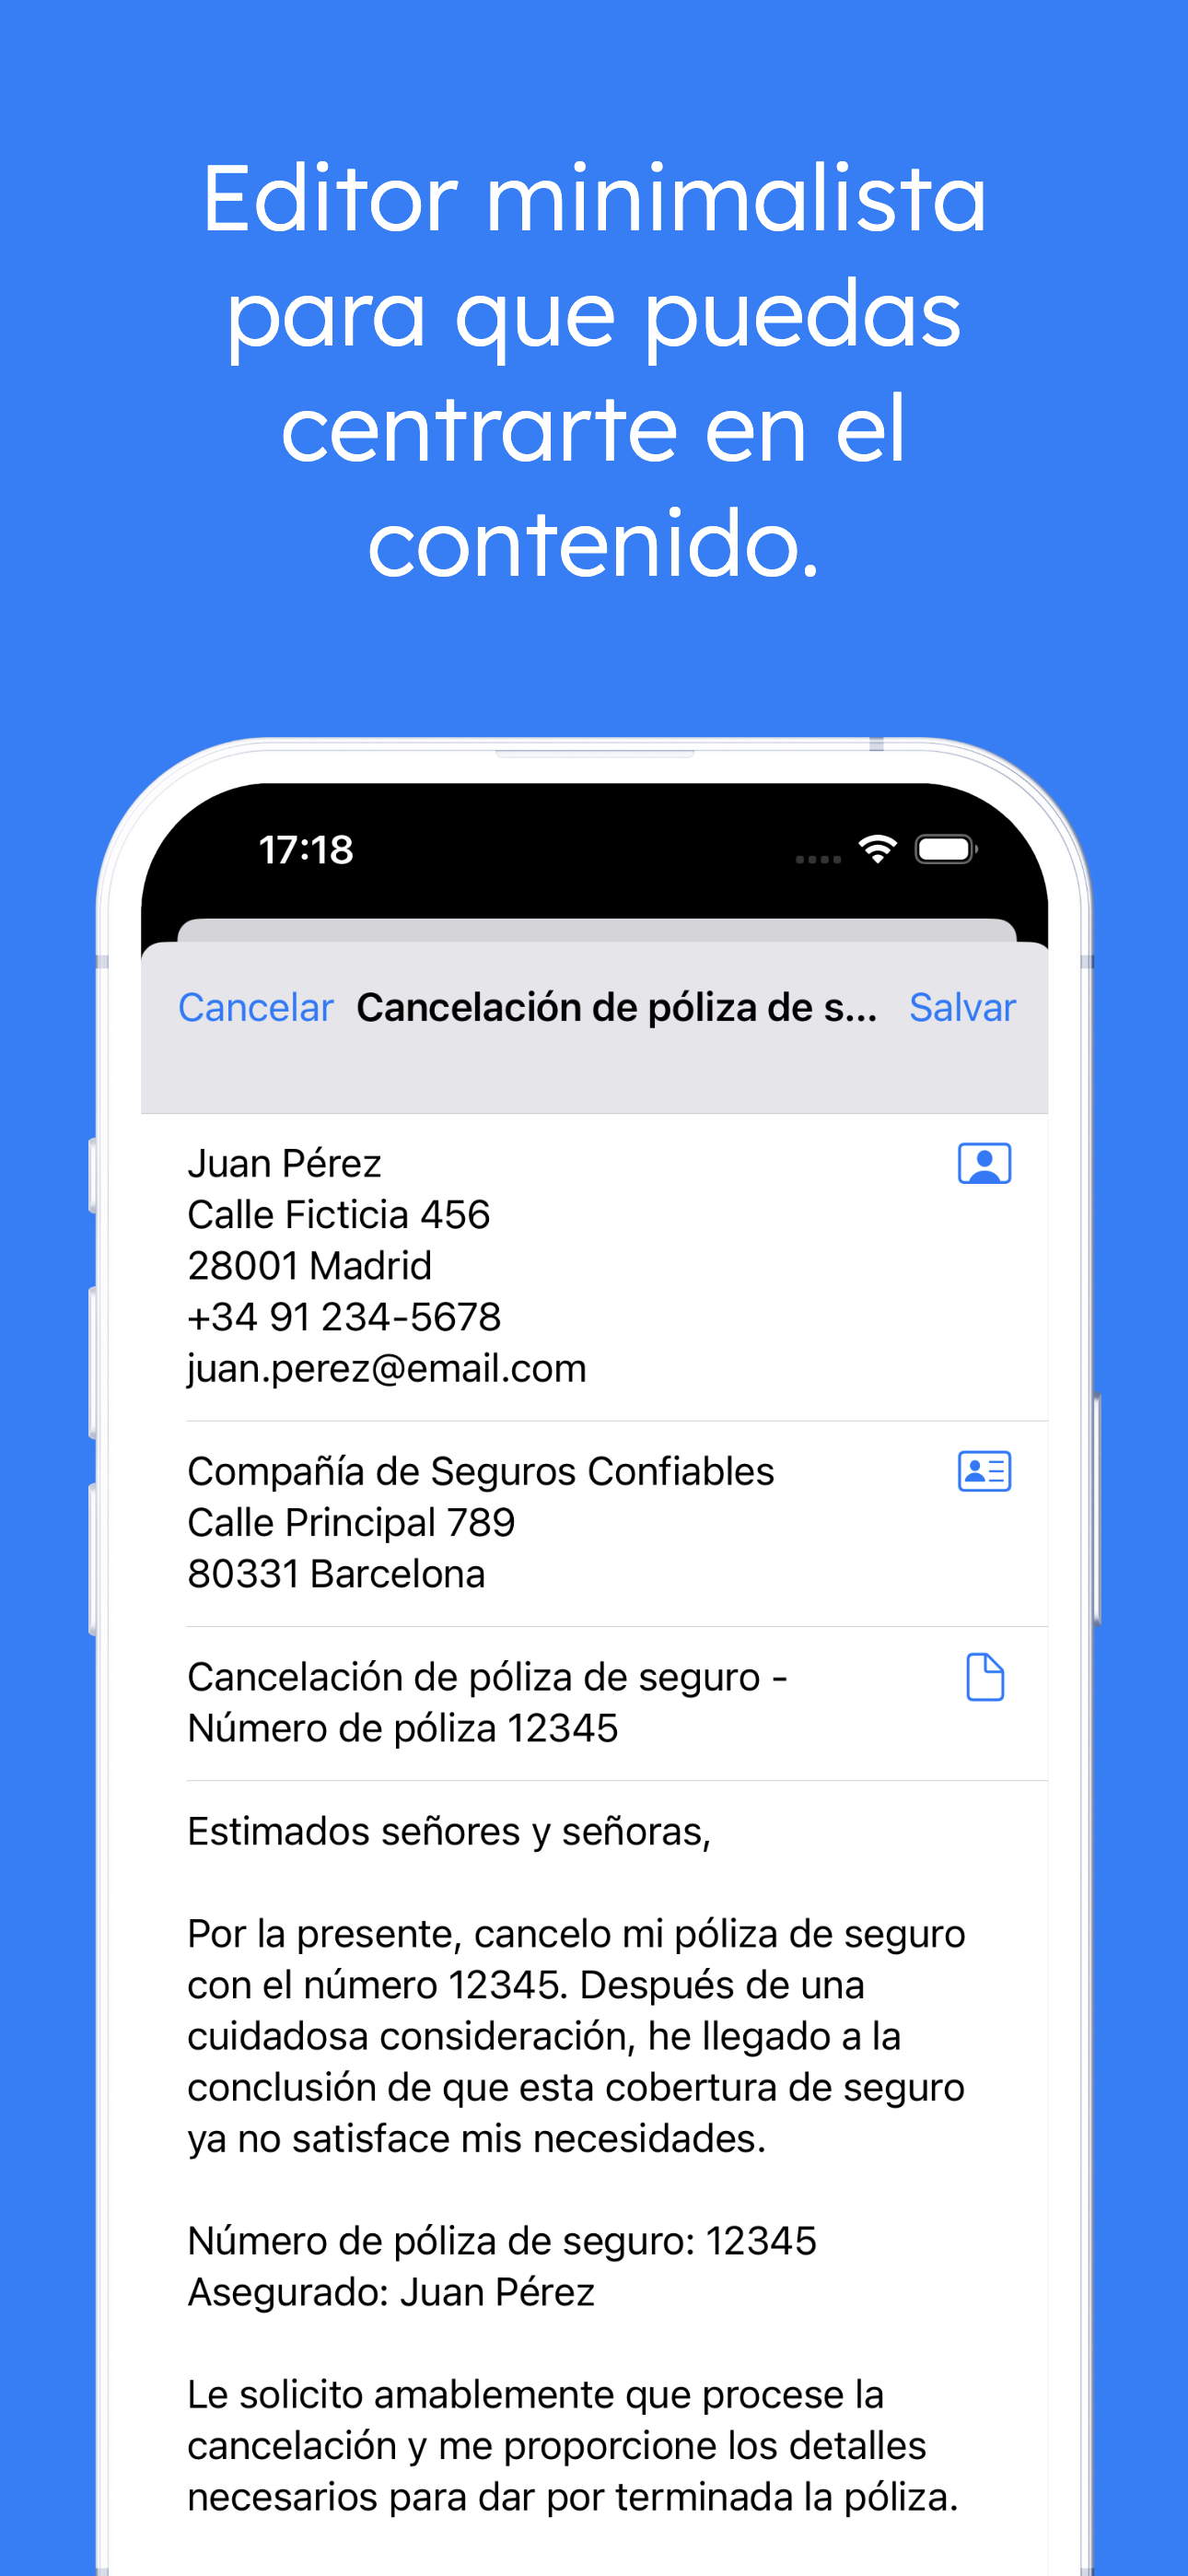 Editor minimalista
para que puedas
centrarte en el
contenido.
17:18
Cancelar Cancelación de póliza de s... Salvar
Juan Pérez
Calle Ficticia 456
28001 Madrid
+34 91 234-5678
juan.perez@email.com
Compañía de Seguros Confiables
Calle Principal 789
80331 Barcelona
Cancelación de póliza de seguro -
Número de póliza 12345
Estimados señores y señoras,
Por la presente, cancelo mi póliza de seguro
con el número 12345. Después de una
cuidadosa consideración, he llegado a la
conclusión de que esta cobertura de seguro
ya no satisface mis necesidades.
Número de póliza de seguro: 12345
Asegurado: Juan Pérez
Le solicito amablemente que procese la
cancelación y me proporcione los detalles
necesarios para dar por terminada la póliza.